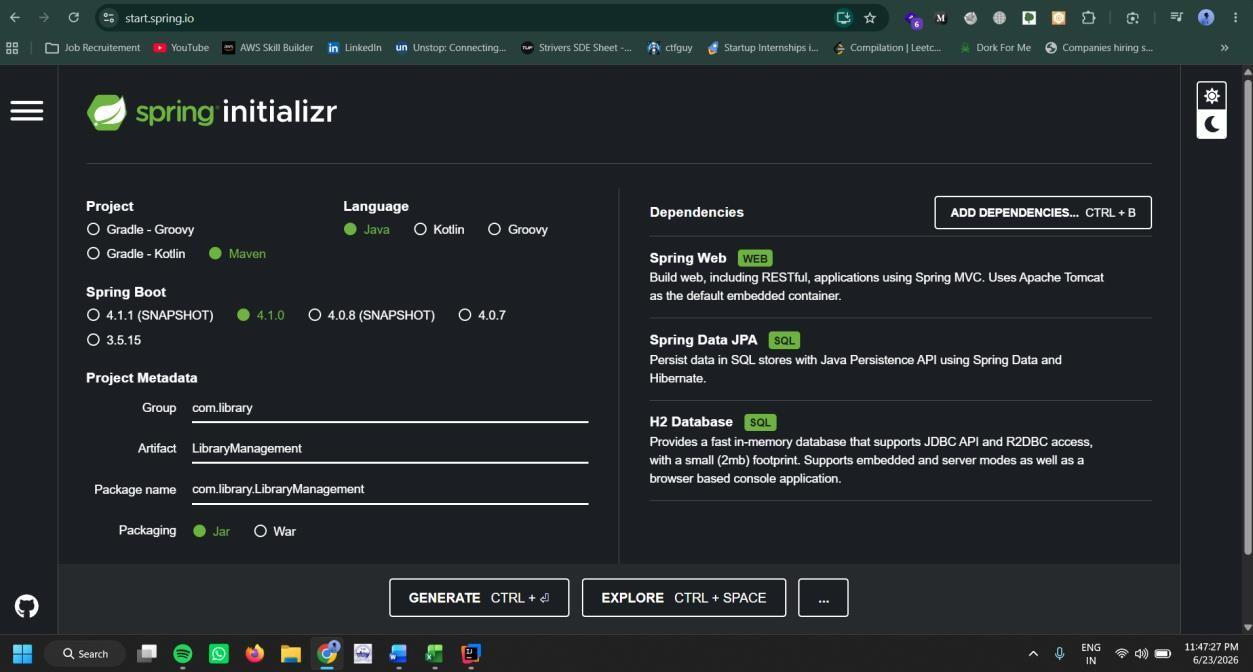 start.spring.io
6
M
Job Recruitement
YouTube
AWS Skill Builder
in LinkedIn
un Unstop: Connecting...
TUF Strivers SDE Sheet -...
ctfguy
Startup Internships i...
Compilation | Leetc...
Dork For Me
Companies hiring s...
»
spring initializr
Project
Gradle - Groovy
Gradle - Kotlin Maven
Language
Java Kotlin Groovy
Spring Boot
4.1.1 (SNAPSHOT) 4.1.0 4.0.8 (SNAPSHOT) 4.0.7
3.5.15
Project Metadata
Group com.library
Artifact LibraryManagement
Package name com.library.LibraryManagement
Packaging Jar War
Dependencies
ADD DEPENDENCIES... CTRL + B
Spring Web WEB
Build web, including RESTful, applications using Spring MVC. Uses Apache Tomcat
as the default embedded container.
Spring Data JPA SQL
Persist data in SQL stores with Java Persistence API using Spring Data and
Hibernate.
H2 Database SQL
Provides a fast in-memory database that supports JDBC API and R2DBC access,
with a small (2mb) footprint. Supports embedded and server modes as well as a
browser based console application.
GENERATE CTRL + ⏎
EXPLORE CTRL + SPACE
...
Search
ENG
IN
11:47:27 PM
6/23/2026